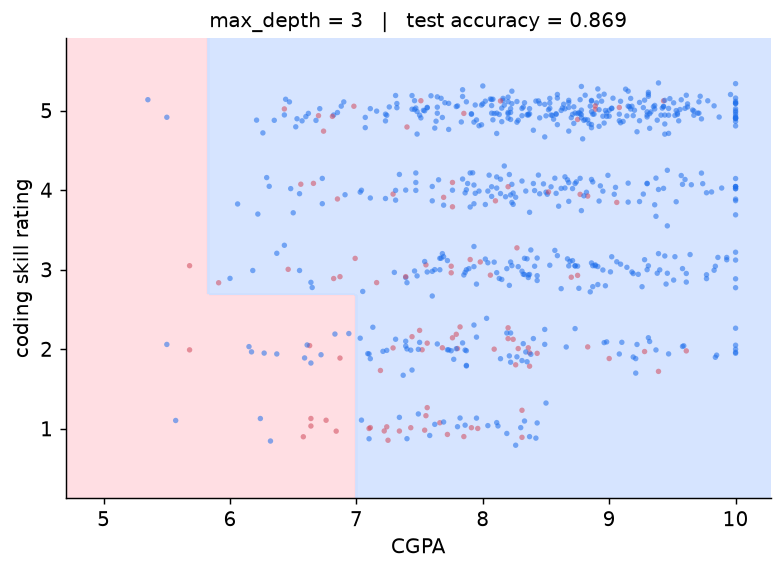 max_depth = 3   |   test accuracy = 0.869
coding skill rating
5
4
3
2
1
5 6 7 8 9 10
CGPA